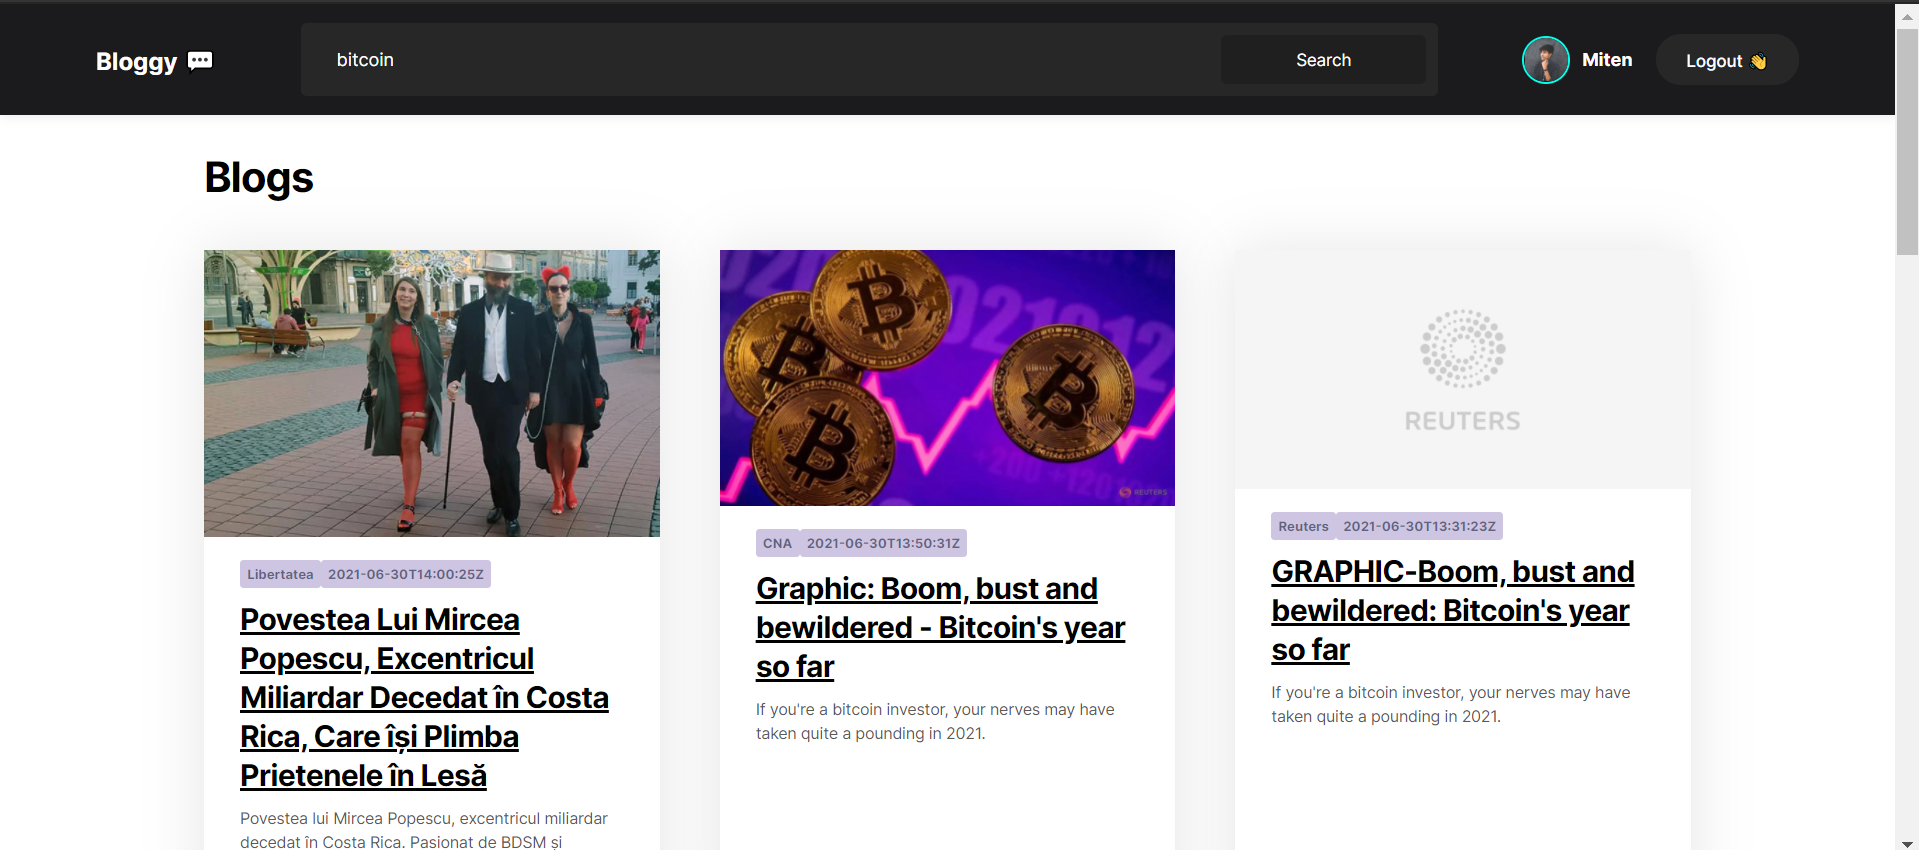 Bloggy
bitcoin
Search
Miten
Logout
Blogs
Libertatea 2021-06-30T14:00:25Z
Povestea Lui Mircea
Popescu, Excentricul
Miliardar Decedat în Costa
Rica, Care își Plimba
Prietenele în Lesă
Povestea lui Mircea Popescu, excentricul miliardar
decedat în Costa Rica. Pasionat de BDSM și
021212
+200 +1201
REUTERS
CNA 2021-06-30T13:50:31Z
Graphic: Boom, bust and
bewildered - Bitcoin's year
so far
If you're a bitcoin investor, your nerves may have
taken quite a pounding in 2021.
REUTERS
Reuters 2021-06-30T13:31:23Z
GRAPHIC-Boom, bust and
bewildered: Bitcoin's year
so far
If you're a bitcoin investor, your nerves may have
taken quite a pounding in 2021.